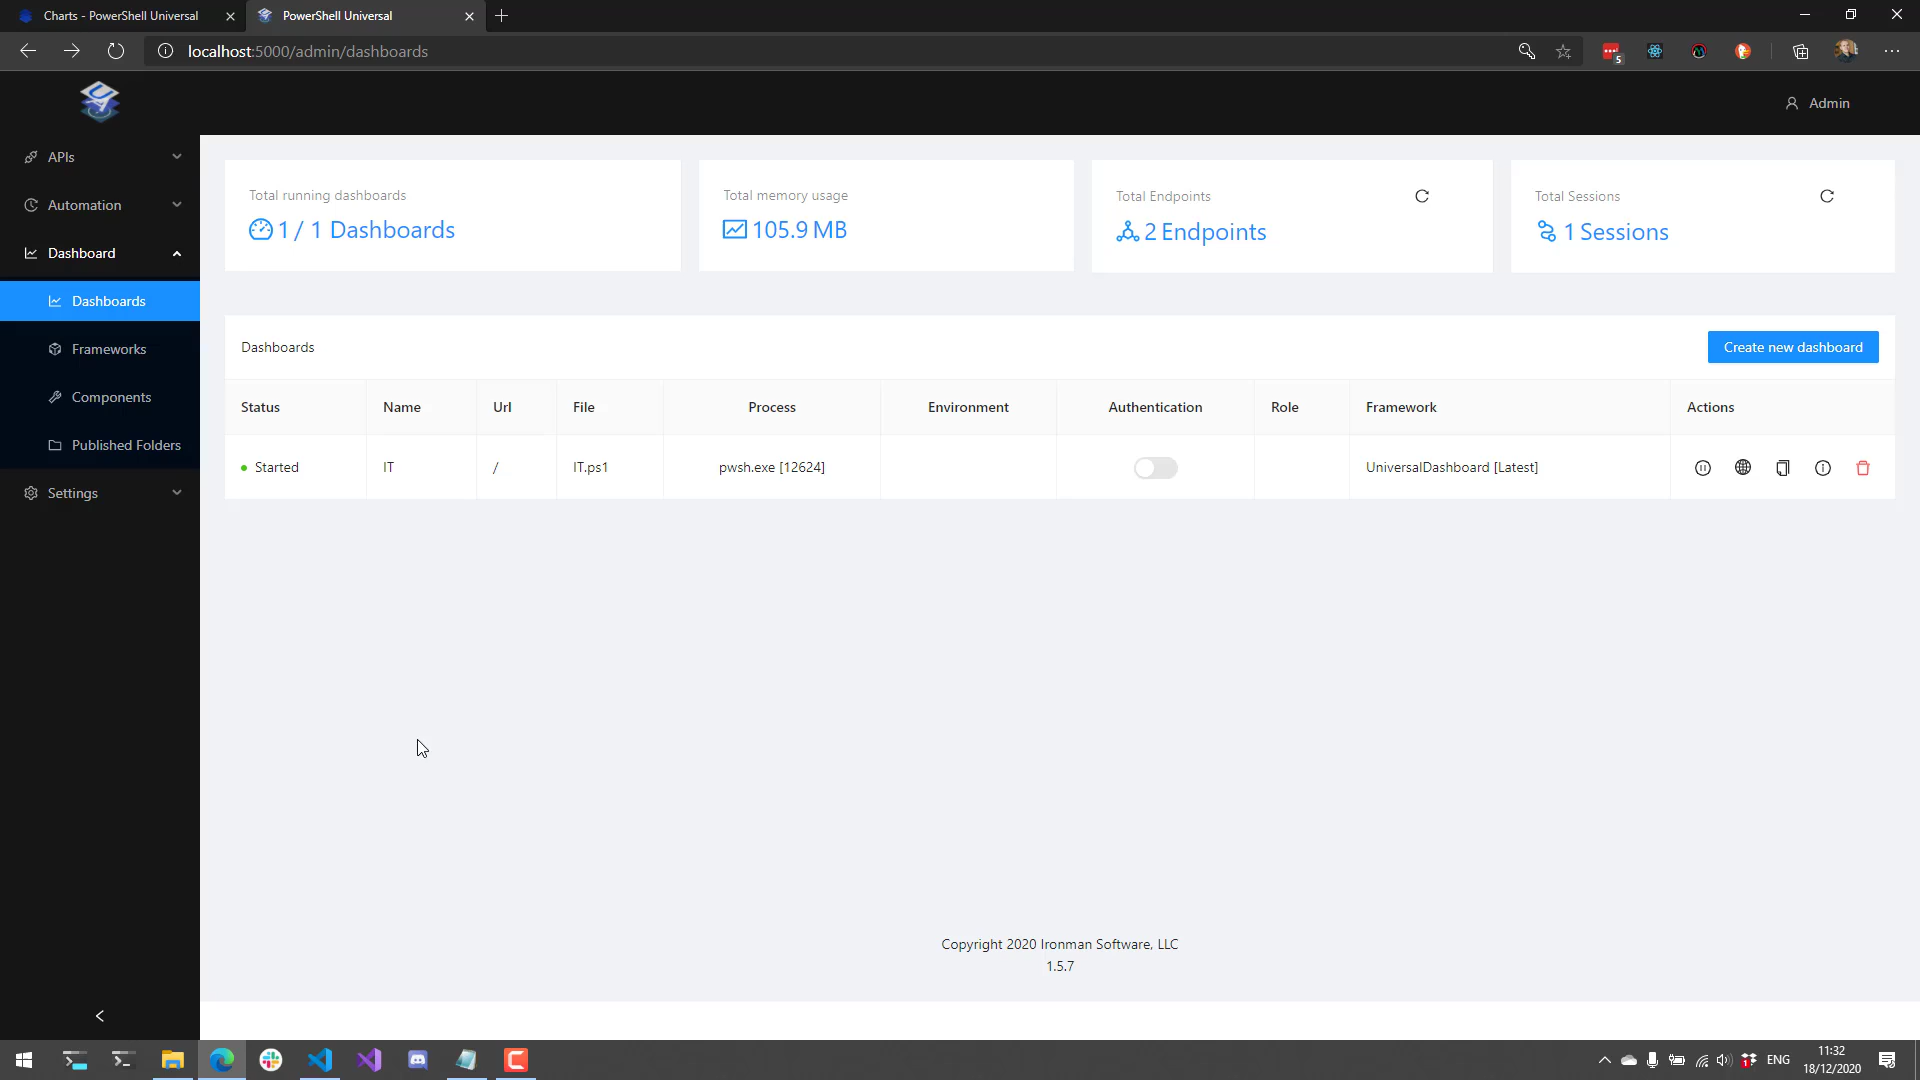 Charts - PowerShell Universal
PowerShell Universal
localhost:5000/admin/dashboards
5
Admin
APIs
Automation
Dashboard
Dashboards
Frameworks
Components
Published Folders
Settings
Total running dashboards
1 / 1 Dashboards
Total memory usage
105.9 MB
Total Endpoints
2 Endpoints
Total Sessions
1 Sessions
Dashboards
Create new dashboard
Status Name Url File Process Environment Authentication Role Framework Actions
Started IT / IT.ps1 pwsh.exe [12624] UniversalDashboard [Latest]
Copyright 2020 Ironman Software, LLC
1.5.7
ENG
11:32
18/12/2020